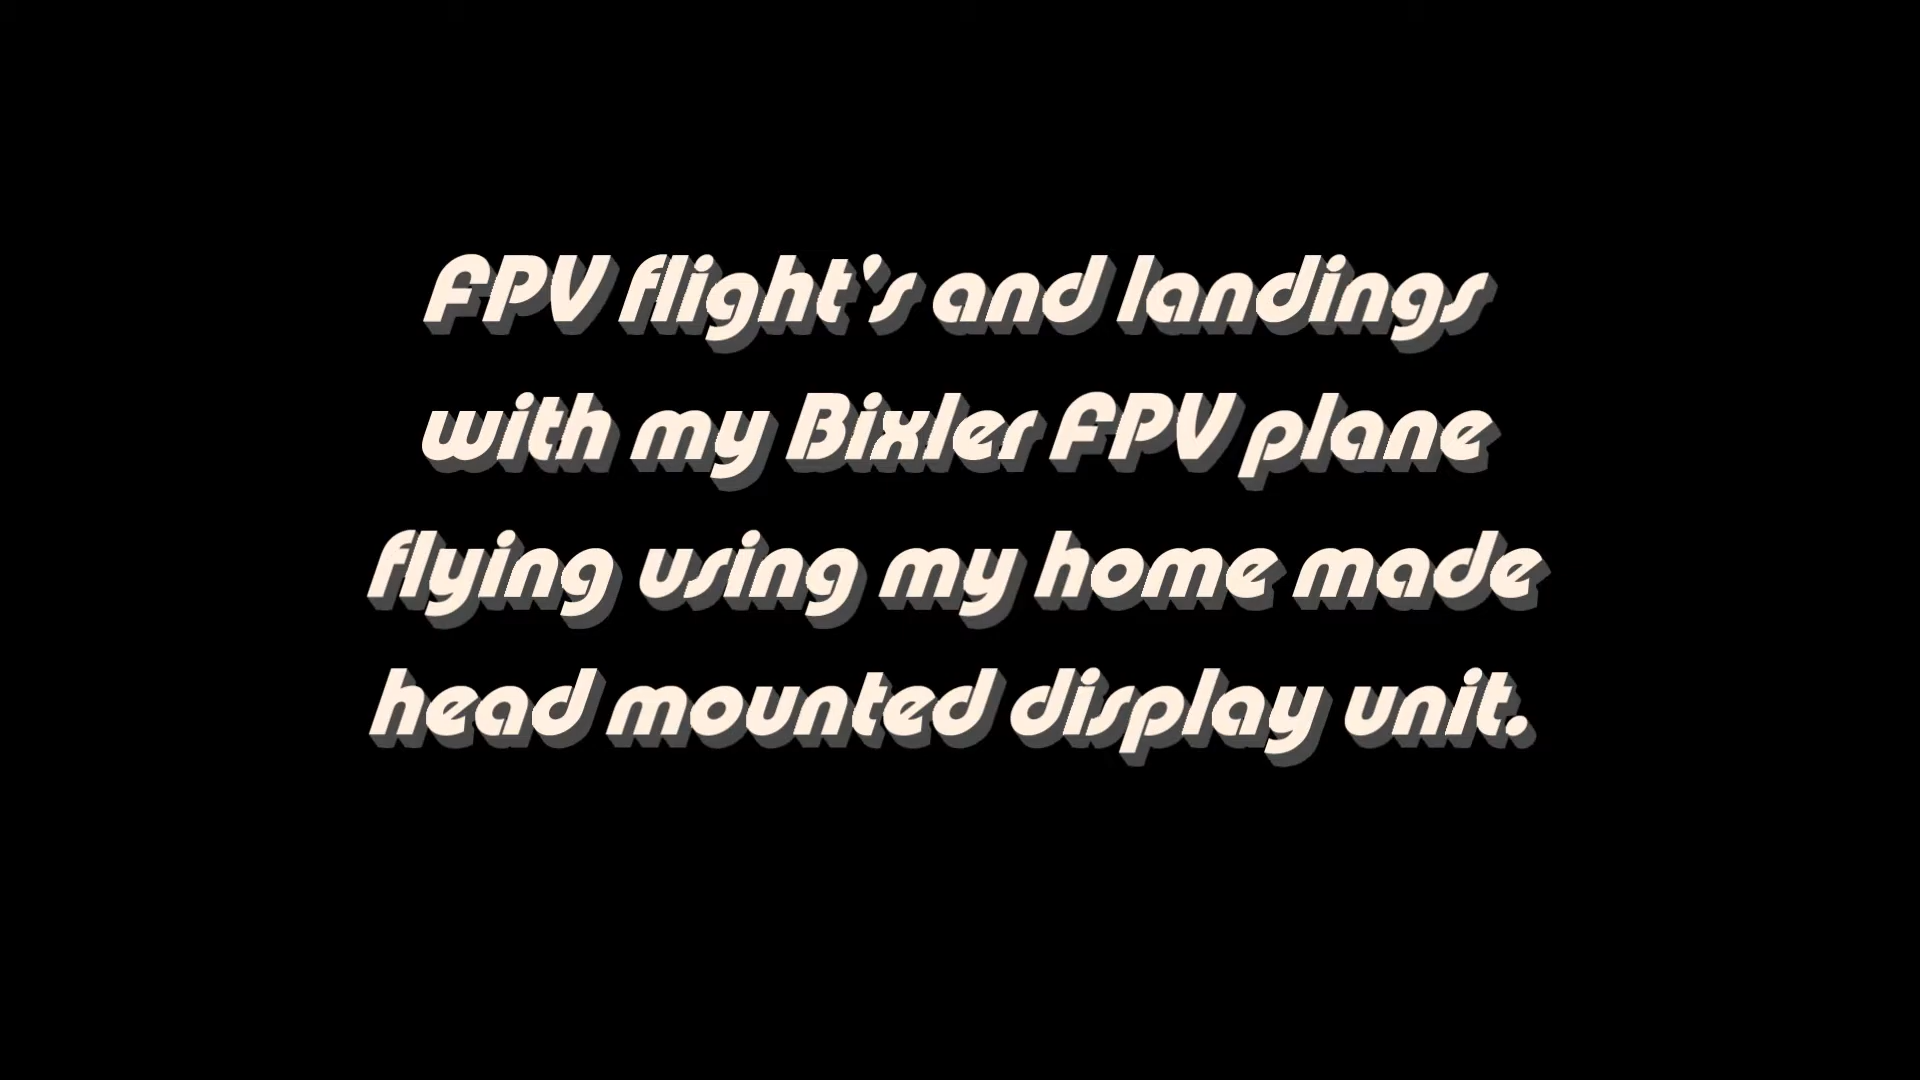 FPV flight's and landings
with my Bixler FPV plane
flying using my home made
head mounted display unit.